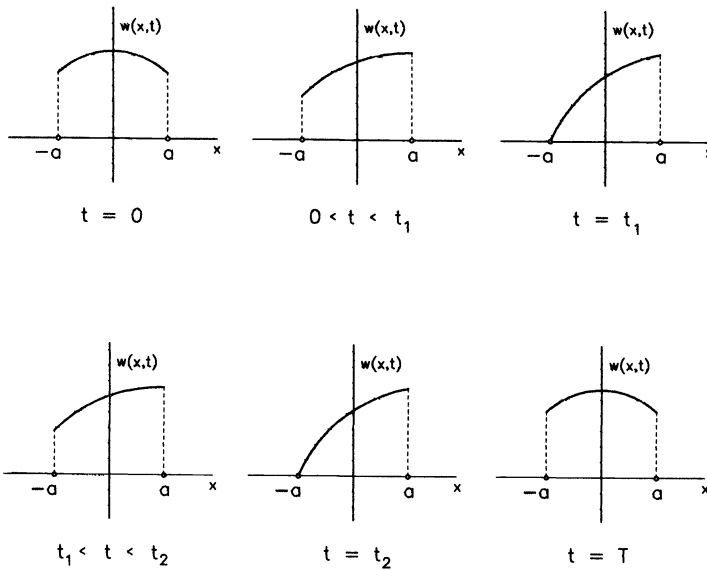 w(x,t) w(x,t) w(x,t)
-a a x -a a x -a a
t = 0 0 < t < t₁ t = t₁
w(x,t) w(x,t) w(x,t)
-a a x -a a x -a a x
t₁ < t < t₂ t = t₂ t = T